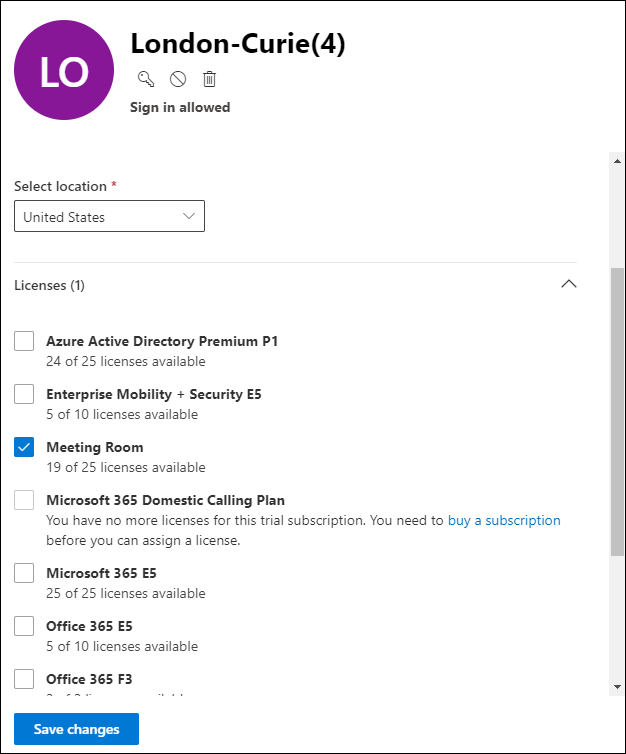 LO
London-Curie(4)
Sign in allowed
Select location *
United States
Licenses (1)
Azure Active Directory Premium P1
24 of 25 licenses available
Enterprise Mobility + Security E5
5 of 10 licenses available
Meeting Room
19 of 25 licenses available
Microsoft 365 Domestic Calling Plan
You have no more licenses for this trial subscription. You need to buy a subscription
before you can assign a license.
Microsoft 365 E5
25 of 25 licenses available
Office 365 E5
5 of 10 licenses available
Office 365 F3
Save changes